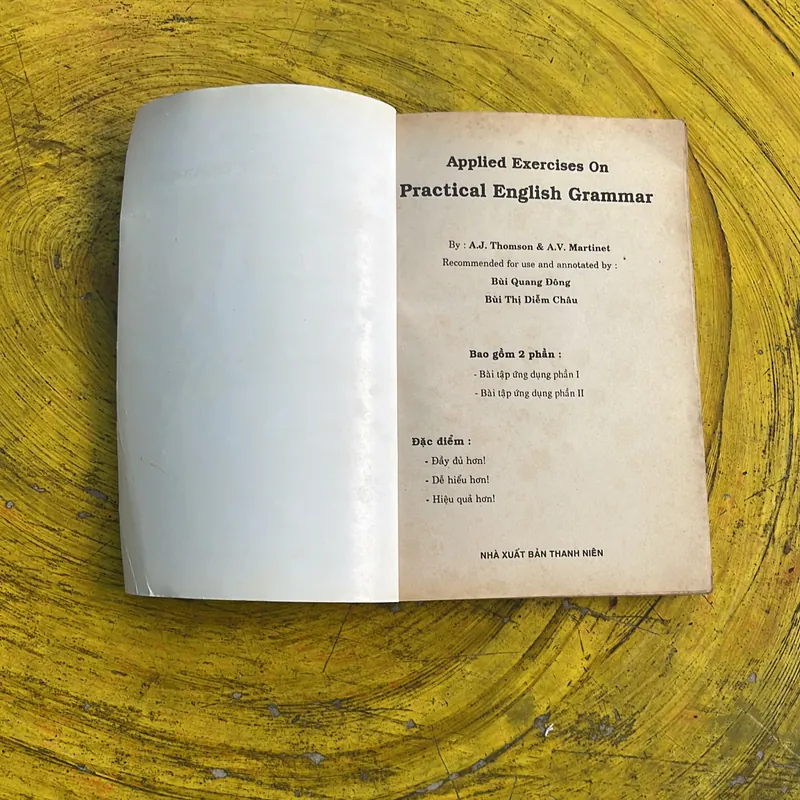 Applied Exercises On
Practical English Grammar
By : A.J. Thomson & A.V. Martinet
Recommended for use and annotated by :
Bùi Quang Đông
Bùi Thị Diễm Châu
Bao gồm 2 phần :
- Bài tập ứng dụng phần I
- Bài tập ứng dụng phần II
Đặc điểm :
- Đầy đủ hơn!
- Dễ hiểu hơn!
- Hiệu quả hơn!
NHÀ XUẤT BẢN THANH NIÊN